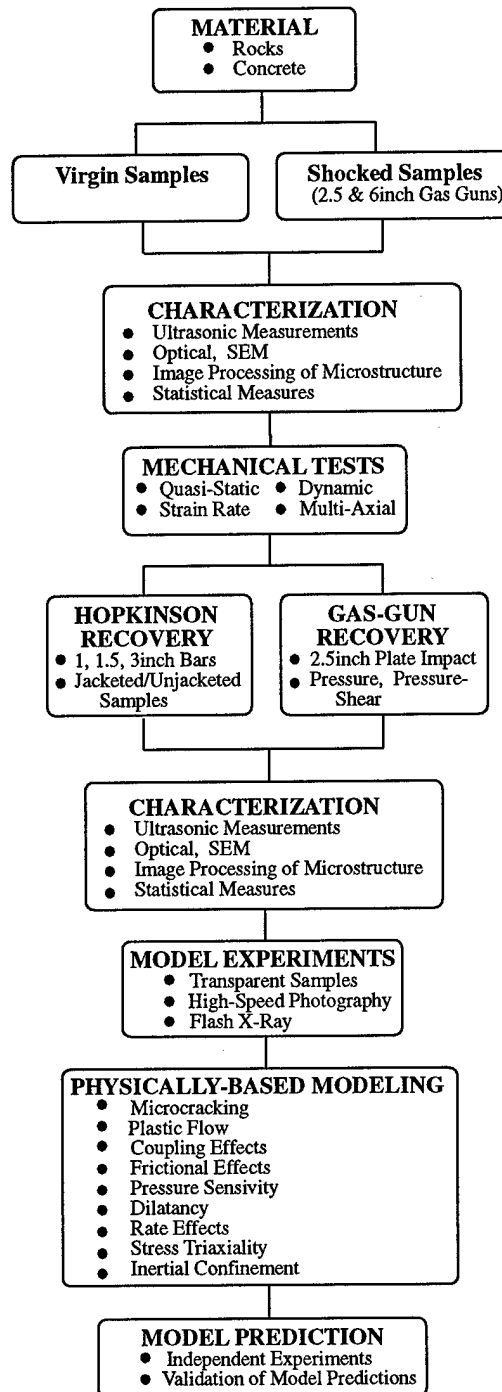 MATERIAL
● Rocks
● Concrete
Virgin Samples
Shocked Samples
(2.5 & 6inch Gas Guns)
CHARACTERIZATION
● Ultrasonic Measurements
● Optical, SEM
● Image Processing of Microstructure
● Statistical Measures
MECHANICAL TESTS
● Quasi-Static ● Dynamic
● Strain Rate ● Multi-Axial
HOPKINSON
RECOVERY
● 1, 1.5, 3inch Bars
● Jacketed/Unjacketed
Samples
GAS-GUN
RECOVERY
● 2.5inch Plate Impact
● Pressure, Pressure-
Shear
CHARACTERIZATION
● Ultrasonic Measurements
● Optical, SEM
● Image Processing of Microstructure
● Statistical Measures
MODEL EXPERIMENTS
● Transparent Samples
● High-Speed Photography
● Flash X-Ray
PHYSICALLY-BASED MODELING
● Microcracking
● Plastic Flow
● Coupling Effects
● Frictional Effects
● Pressure Sensivity
● Dilatancy
● Rate Effects
● Stress Triaxiality
● Inertial Confinement
MODEL PREDICTION
● Independent Experiments
● Validation of Model Predictions